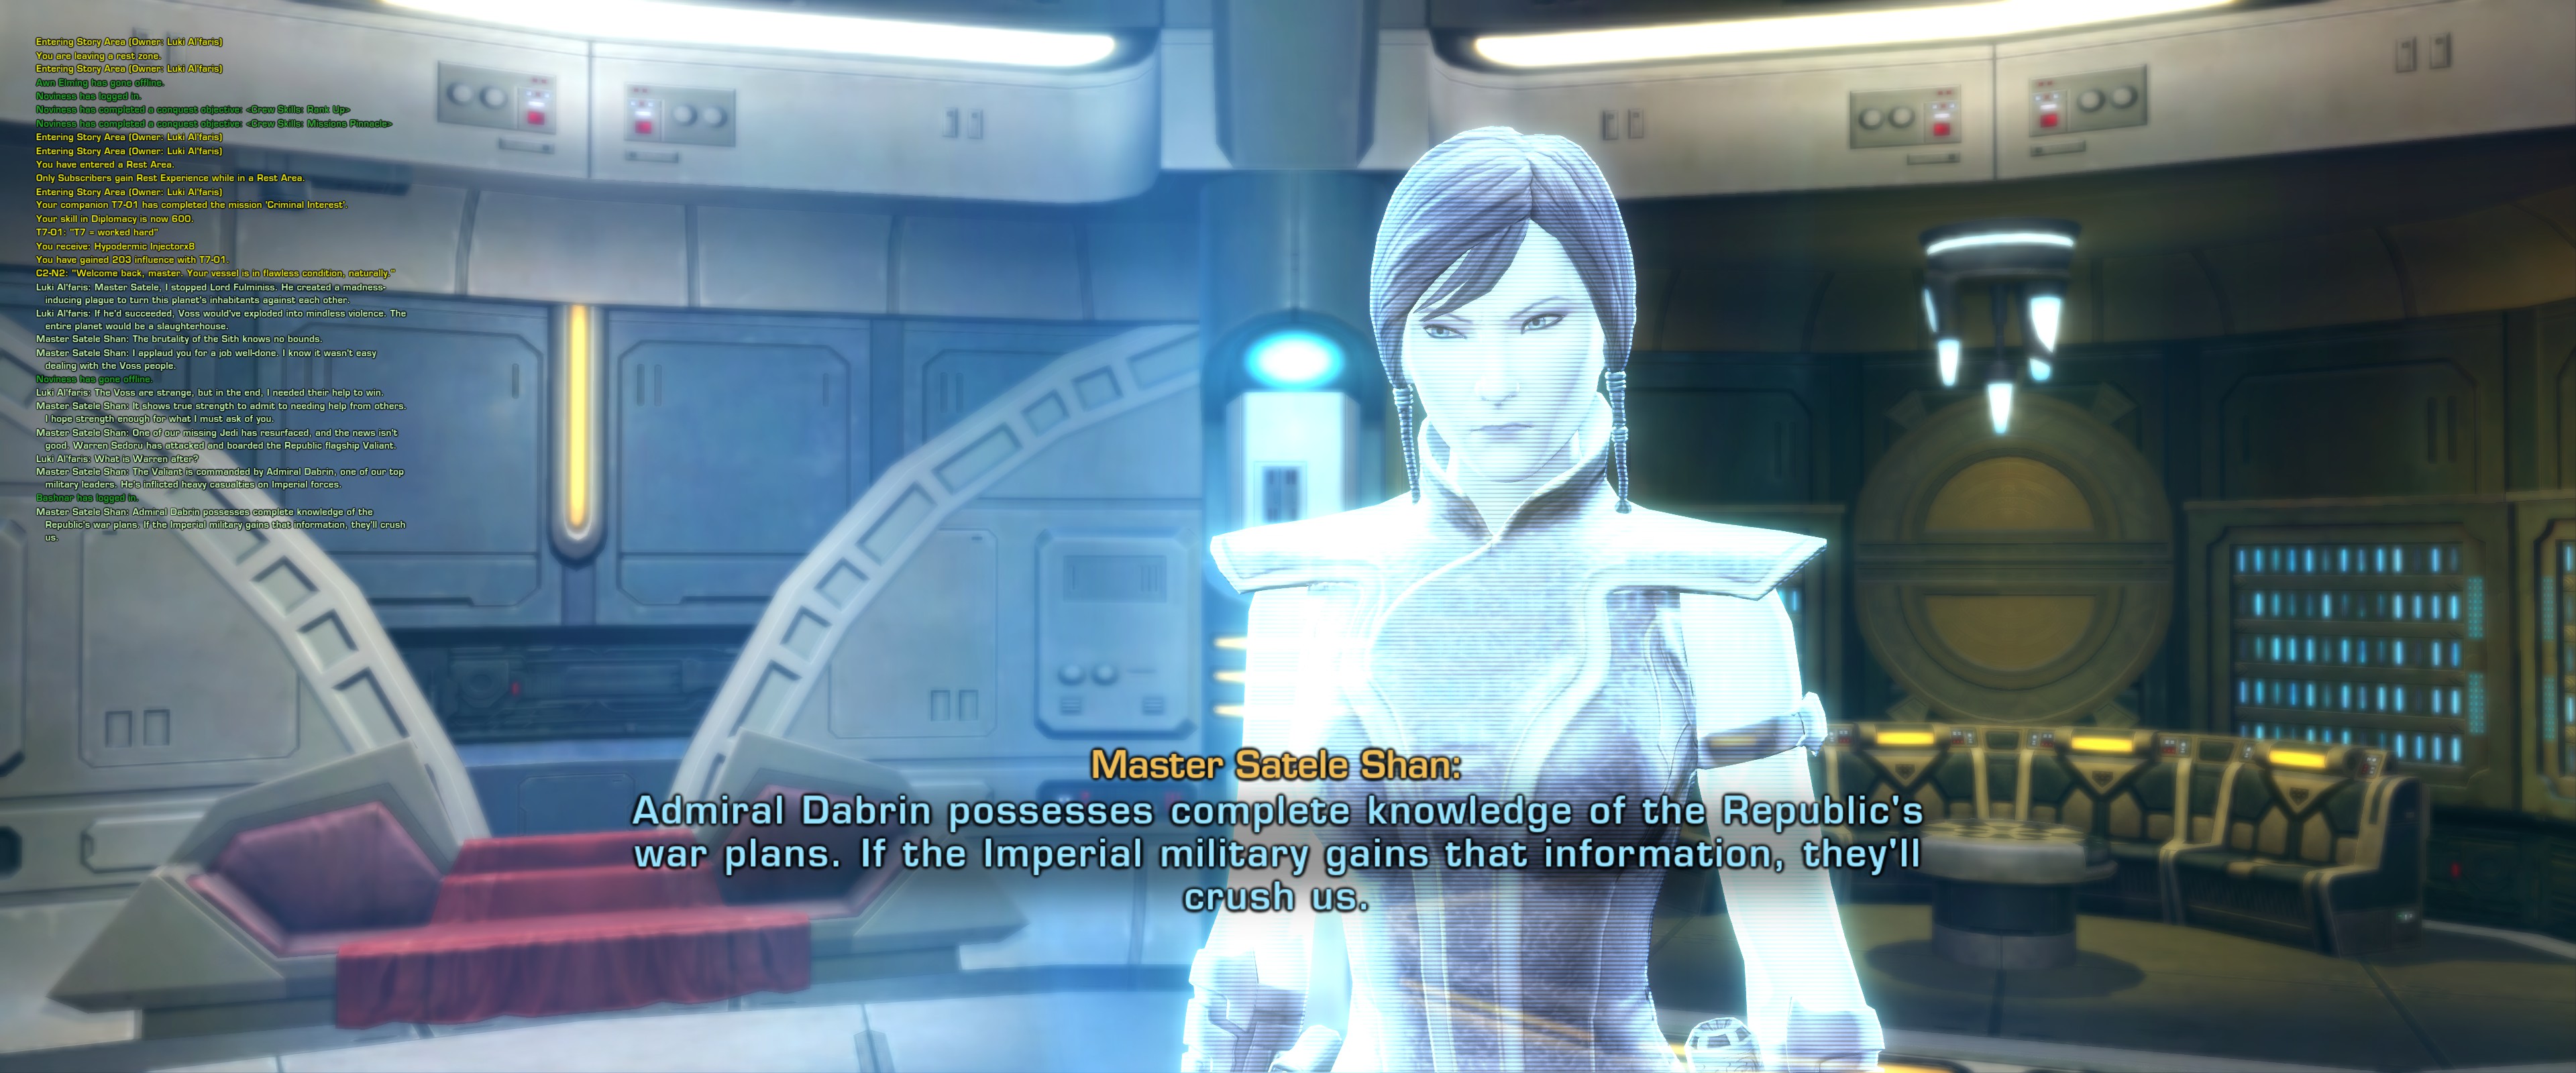 Entering Story Area (Owner: Luki Al'faris)
You are leaving a rest zone.
Entering Story Area (Owner: Luki Al'faris)
Awn Elming has gone offline.
Noviness has logged in.
Noviness has completed a conquest objective: <Crew Skills: Rank Up>
Noviness has completed a conquest objective: <Crew Skills: Missions Pinnacle>
Entering Story Area (Owner: Luki Al'faris)
Entering Story Area (Owner: Luki Al'faris)
You have entered a Rest Area.
Only Subscribers gain Rest Experience while in a Rest Area.
Entering Story Area (Owner: Luki Al'faris)
Your companion T7-01 has completed the mission 'Criminal Interest'.
Your skill in Diplomacy is now 600.
T7-01: "T7 = worked hard"
You receive: Hypodermic Injectorx8
You have gained 203 influence with T7-01.
C2-N2: "Welcome back, master. Your vessel is in flawless condition, naturally."
Luki Al'faris: Master Satele, I stopped Lord Fulminiss. He created a madness-
inducing plague to turn this planet's inhabitants against each other.
Luki Al'faris: If he'd succeeded, Voss would've exploded into mindless violence. The
entire planet would be a slaughterhouse.
Master Satele Shan: The brutality of the Sith knows no bounds.
Master Satele Shan: I applaud you for a job well-done. I know it wasn't easy
dealing with the Voss people.
Noviness has gone offline.
Luki Al'faris: The Voss are strange, but in the end, I needed their help to win.
Master Satele Shan: It shows true strength to admit to needing help from others.
I hope strength enough for what I must ask of you.
Master Satele Shan: One of our missing Jedi has resurfaced, and the news isn't
good. Warren Sedoru has attacked and boarded the Republic flagship Valiant.
Luki Al'faris: What is Warren after?
Master Satele Shan: The Valiant is commanded by Admiral Dabrin, one of our top
military leaders. He's inflicted heavy casualties on Imperial forces.
Bashnar has logged in.
Master Satele Shan: Admiral Dabrin possesses complete knowledge of the
Republic's war plans. If the Imperial military gains that information, they'll crush
us.
Master Satele Shan:
Admiral Dabrin possesses complete knowledge of the Republic's
war plans. If the Imperial military gains that information, they'll
crush us.